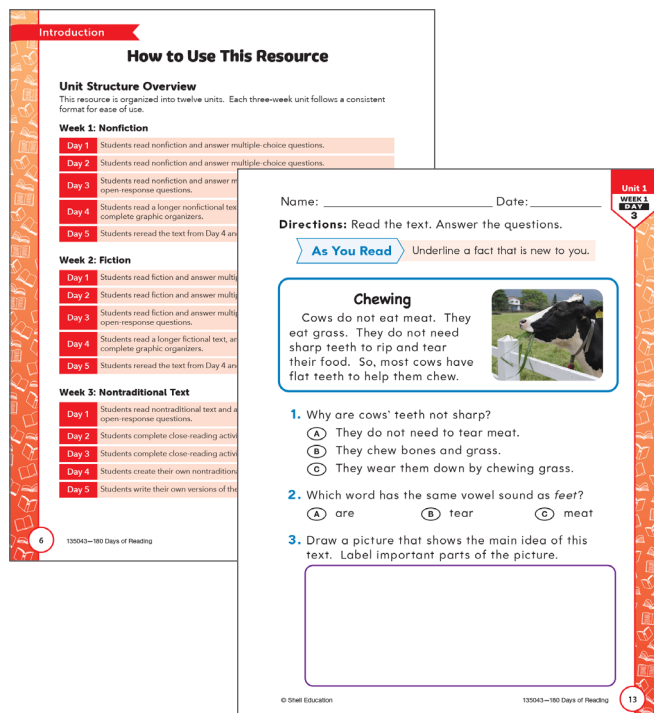 Introduction
How to Use This Resource
Unit Structure Overview
This resource is organized into twelve units. Each three-week unit follows a consistent
format for ease of use.
Week 1: Nonfiction
Day 1 Students read nonfiction and answer multiple-choice questions.
Day 2 Students read nonfiction and answer multiple-choice questions.
Day 3 Students read nonfiction and answer m
open-response questions.
Day 4 Students read a longer nonfictional tex
complete graphic organizers.
Day 5 Students reread the text from Day 4 an
Week 2: Fiction
Day 1 Students read fiction and answer multip
Day 2 Students read fiction and answer multip
Day 3 Students read fiction and answer multip
open-response questions.
Day 4 Students read a longer fictional text, an
complete graphic organizers.
Day 5 Students reread the text from Day 4 an
Week 3: Nontraditional Text
Day 1 Students read nontraditional text and a
open-response questions.
Day 2 Students complete close-reading activi
Day 3 Students complete close-reading activi
Day 4 Students create their own nontraditiona
Day 5 Students write their own versions of the
6 135043—180 Days of Reading
Unit 1
WEEK 1
DAY
3
Name: Date:
Directions: Read the text. Answer the questions.
As You Read Underline a fact that is new to you.
Chewing
Cows do not eat meat. They
eat grass. They do not need
sharp teeth to rip and tear
their food. So, most cows have
flat teeth to help them chew.
1. Why are cows' teeth not sharp?
A They do not need to tear meat.
B They chew bones and grass.
C They wear them down by chewing grass.
2. Which word has the same vowel sound as feet?
A are B tear C meat
3. Draw a picture that shows the main idea of this
text. Label important parts of the picture.
© Shell Education 135043—180 Days of Reading 13